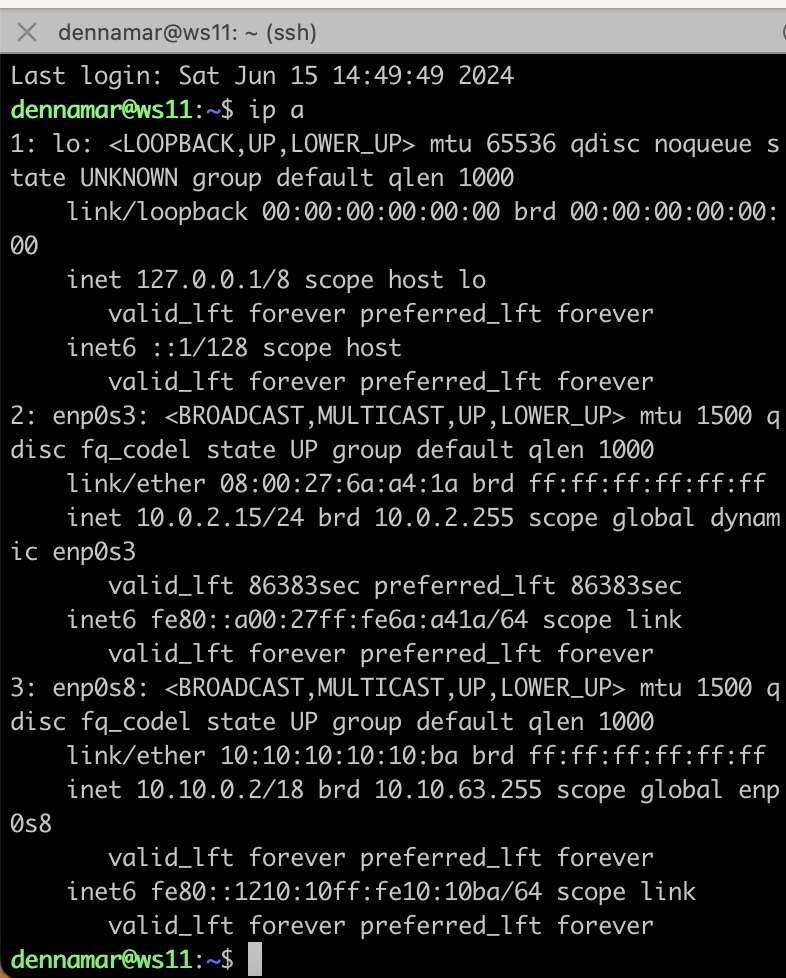 dennamar@ws11: ~ (ssh)
Last login: Sat Jun 15 14:49:49 2024
dennamar@ws11:~$ ip a
1: lo: <LOOPBACK,UP,LOWER_UP> mtu 65536 qdisc noqueue s
tate UNKNOWN group default qlen 1000
    link/loopback 00:00:00:00:00:00 brd 00:00:00:00:00:
00
    inet 127.0.0.1/8 scope host lo
       valid_lft forever preferred_lft forever
    inet6 ::1/128 scope host
       valid_lft forever preferred_lft forever
2: enp0s3: <BROADCAST,MULTICAST,UP,LOWER_UP> mtu 1500 q
disc fq_codel state UP group default qlen 1000
    link/ether 08:00:27:6a:a4:1a brd ff:ff:ff:ff:ff:ff
    inet 10.0.2.15/24 brd 10.0.2.255 scope global dynam
ic enp0s3
       valid_lft 86383sec preferred_lft 86383sec
    inet6 fe80::a00:27ff:fe6a:a41a/64 scope link
       valid_lft forever preferred_lft forever
3: enp0s8: <BROADCAST,MULTICAST,UP,LOWER_UP> mtu 1500 q
disc fq_codel state UP group default qlen 1000
    link/ether 10:10:10:10:10:ba brd ff:ff:ff:ff:ff:ff
    inet 10.10.0.2/18 brd 10.10.63.255 scope global enp
0s8
       valid_lft forever preferred_lft forever
    inet6 fe80::1210:10ff:fe10:10ba/64 scope link
       valid_lft forever preferred_lft forever
dennamar@ws11:~$